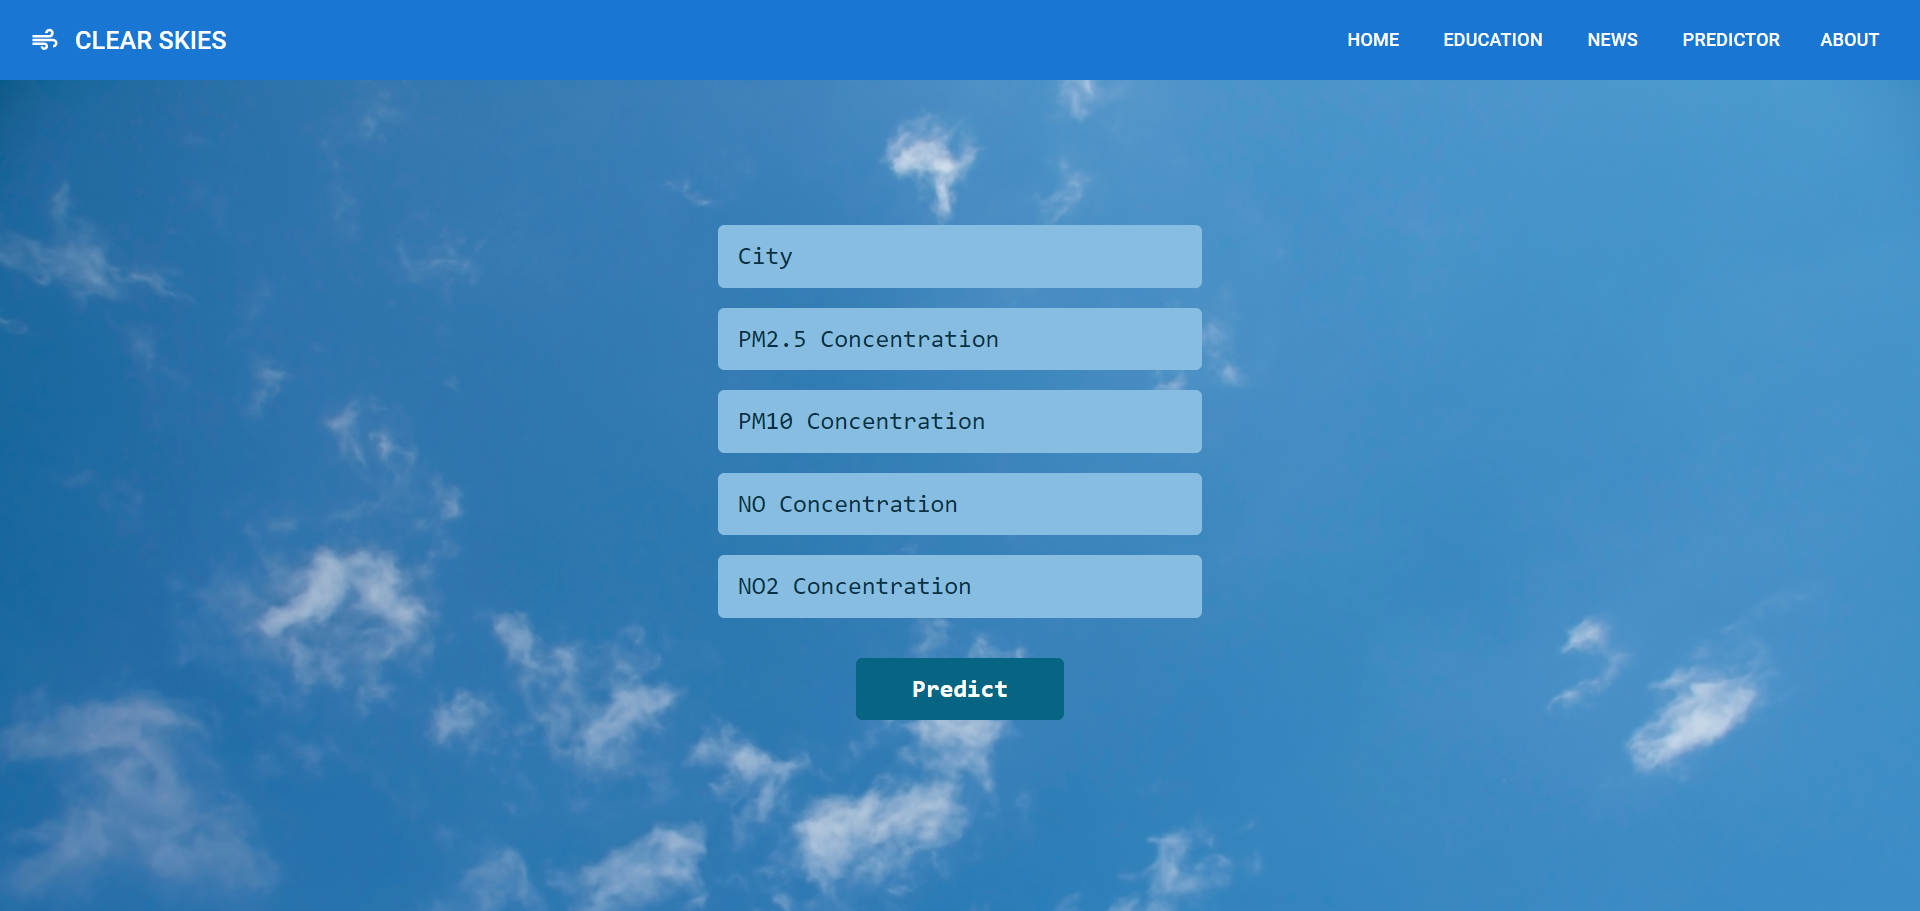 CLEAR SKIES HOME EDUCATION NEWS PREDICTOR ABOUT
City
PM2.5 Concentration
PM10 Concentration
NO Concentration
NO2 Concentration
Predict